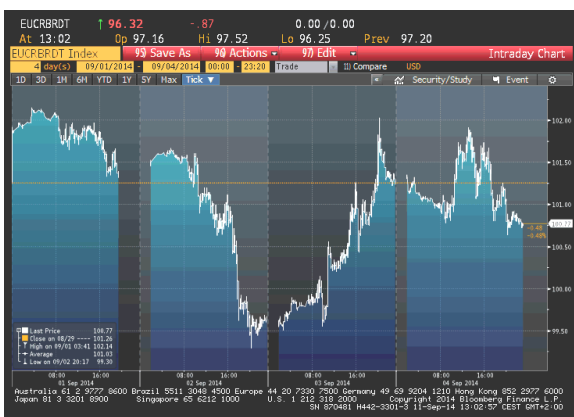 EUCRBRDT ↑ 96.32 -.87 0.00/0.00
At 13:02 Op 97.16 Hi 97.52 Lo 96.25 Prev 97.20
EUCRBRDT Index 95) Save As 96) Actions 97) Edit Intraday Chart
4 day(s) 09/01/2014 - 09/04/2014 00:00 - 23:20 Trade 11) Compare USD
1D 3D 1M 6M YTD 1Y 5Y Max Tick ▼ « Security/Study Event
102.00
101.50
101.00
100.77
-0.49
-0.48%
100.50
100.00
99.50
Last Price 100.77
Close on 08/29 ---- 101.26
High on 09/01 03:41 102.14
Average 101.03
Low on 09/02 20:17 99.30
08:00 16:00 08:00 16:00 08:00 16:00 08:00 16:00
01 Sep 2014 02 Sep 2014 03 Sep 2014 04 Sep 2014
Australia 61 2 9777 8600 Brazil 5511 3048 4500 Europe 44 20 7330 7500 Germany 49 69 9204 1210 Hong Kong 852 2977 6000
Japan 81 3 3201 8900 Singapore 65 6212 1000 U.S. 1 212 318 2000 Copyright 2014 Bloomberg Finance L.P.
SN 870481 H442-3301-3 11-Sep-14 13:02:57 CEST GMT+2:00